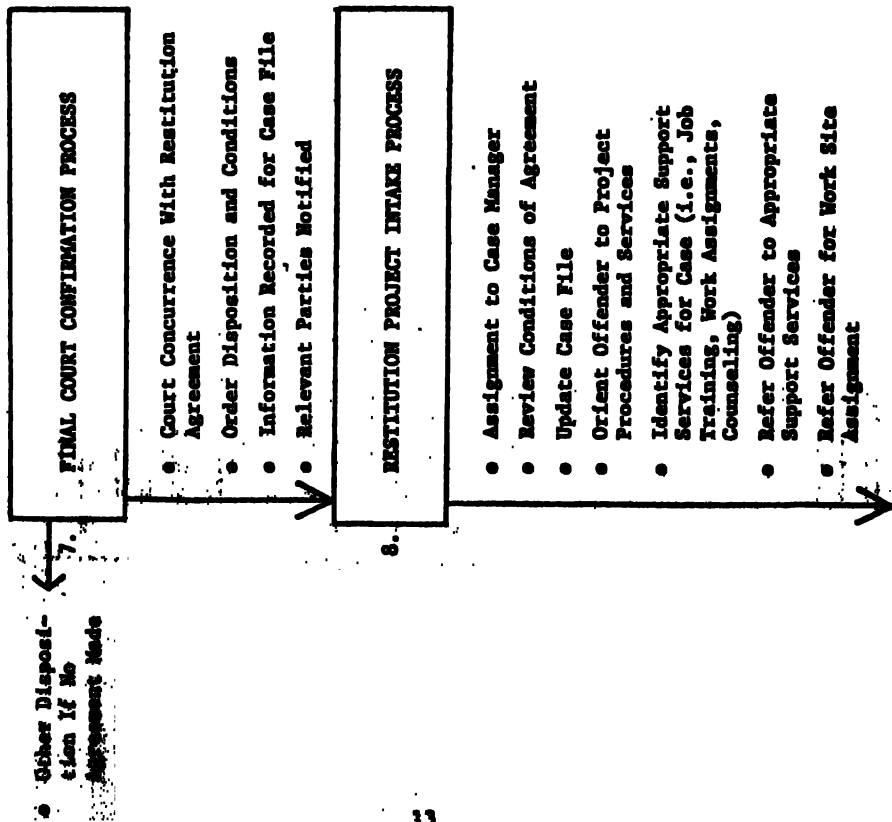 ● Other Disposi-
tion If No
Agreement Made
7.
FINAL COURT CONFIRMATION PROCESS
● Court Concurrence With Restitution
Agreement
● Order Disposition and Conditions
● Information Recorded for Case File
● Relevant Parties Notified
8.
RESTITUTION PROJECT INTAKE PROCESS
● Assignment to Case Manager
● Review Conditions of Agreement
● Update Case File
● Orient Offender to Project
Procedures and Services
● Identify Appropriate Support
Services for Case (i.e., Job
Training, Work Assignments,
Counseling)
● Refer Offender to Appropriate
Support Services
● Refer Offender for Work Site
Assignment